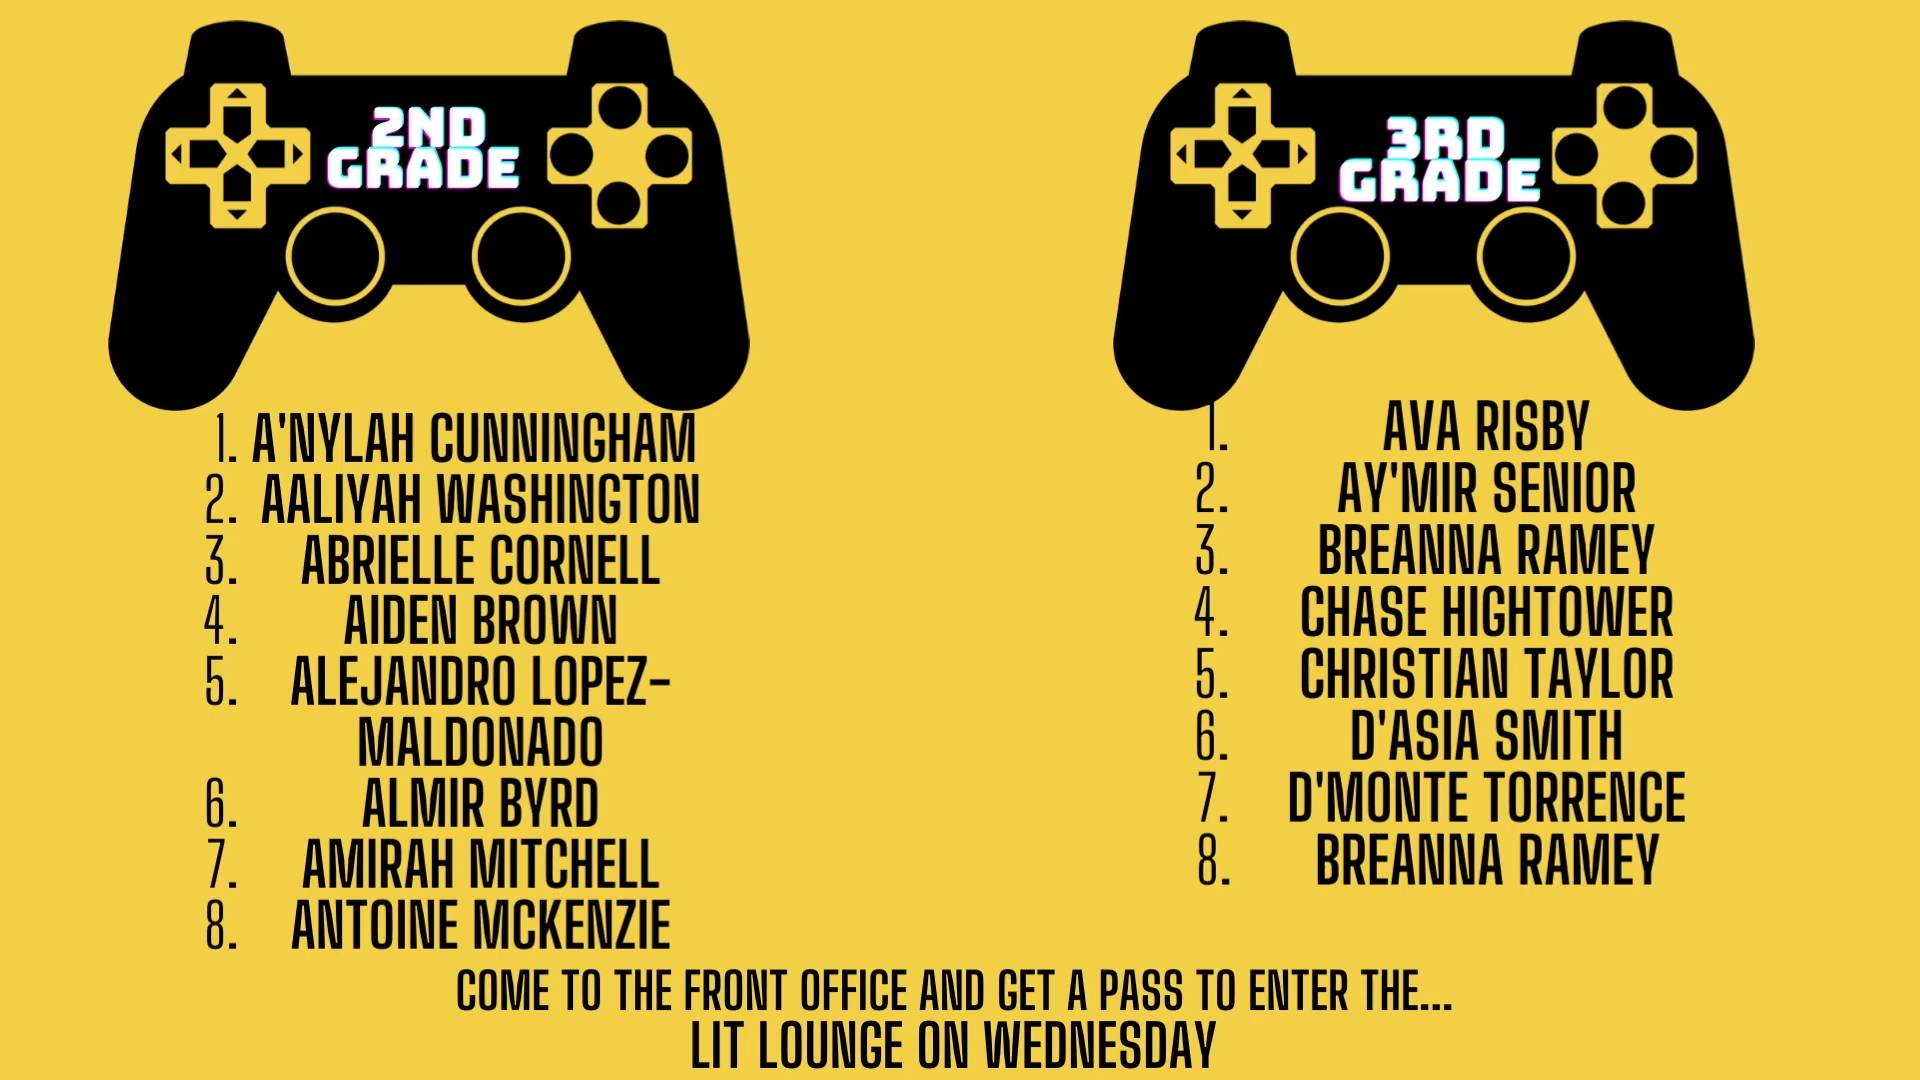 2ND
GRADE
1. A'NYLAH CUNNINGHAM
2. AALIYAH WASHINGTON
3. ABRIELLE CORNELL
4. AIDEN BROWN
5. ALEJANDRO LOPEZ-
MALDONADO
6. ALMIR BYRD
7. AMIRAH MITCHELL
8. ANTOINE MCKENZIE
3RD
GRADE
1. AVA RISBY
2. AY'MIR SENIOR
3. BREANNA RAMEY
4. CHASE HIGHTOWER
5. CHRISTIAN TAYLOR
6. D'ASIA SMITH
7. D'MONTE TORRENCE
8. BREANNA RAMEY
COME TO THE FRONT OFFICE AND GET A PASS TO ENTER THE...
LIT LOUNGE ON WEDNESDAY